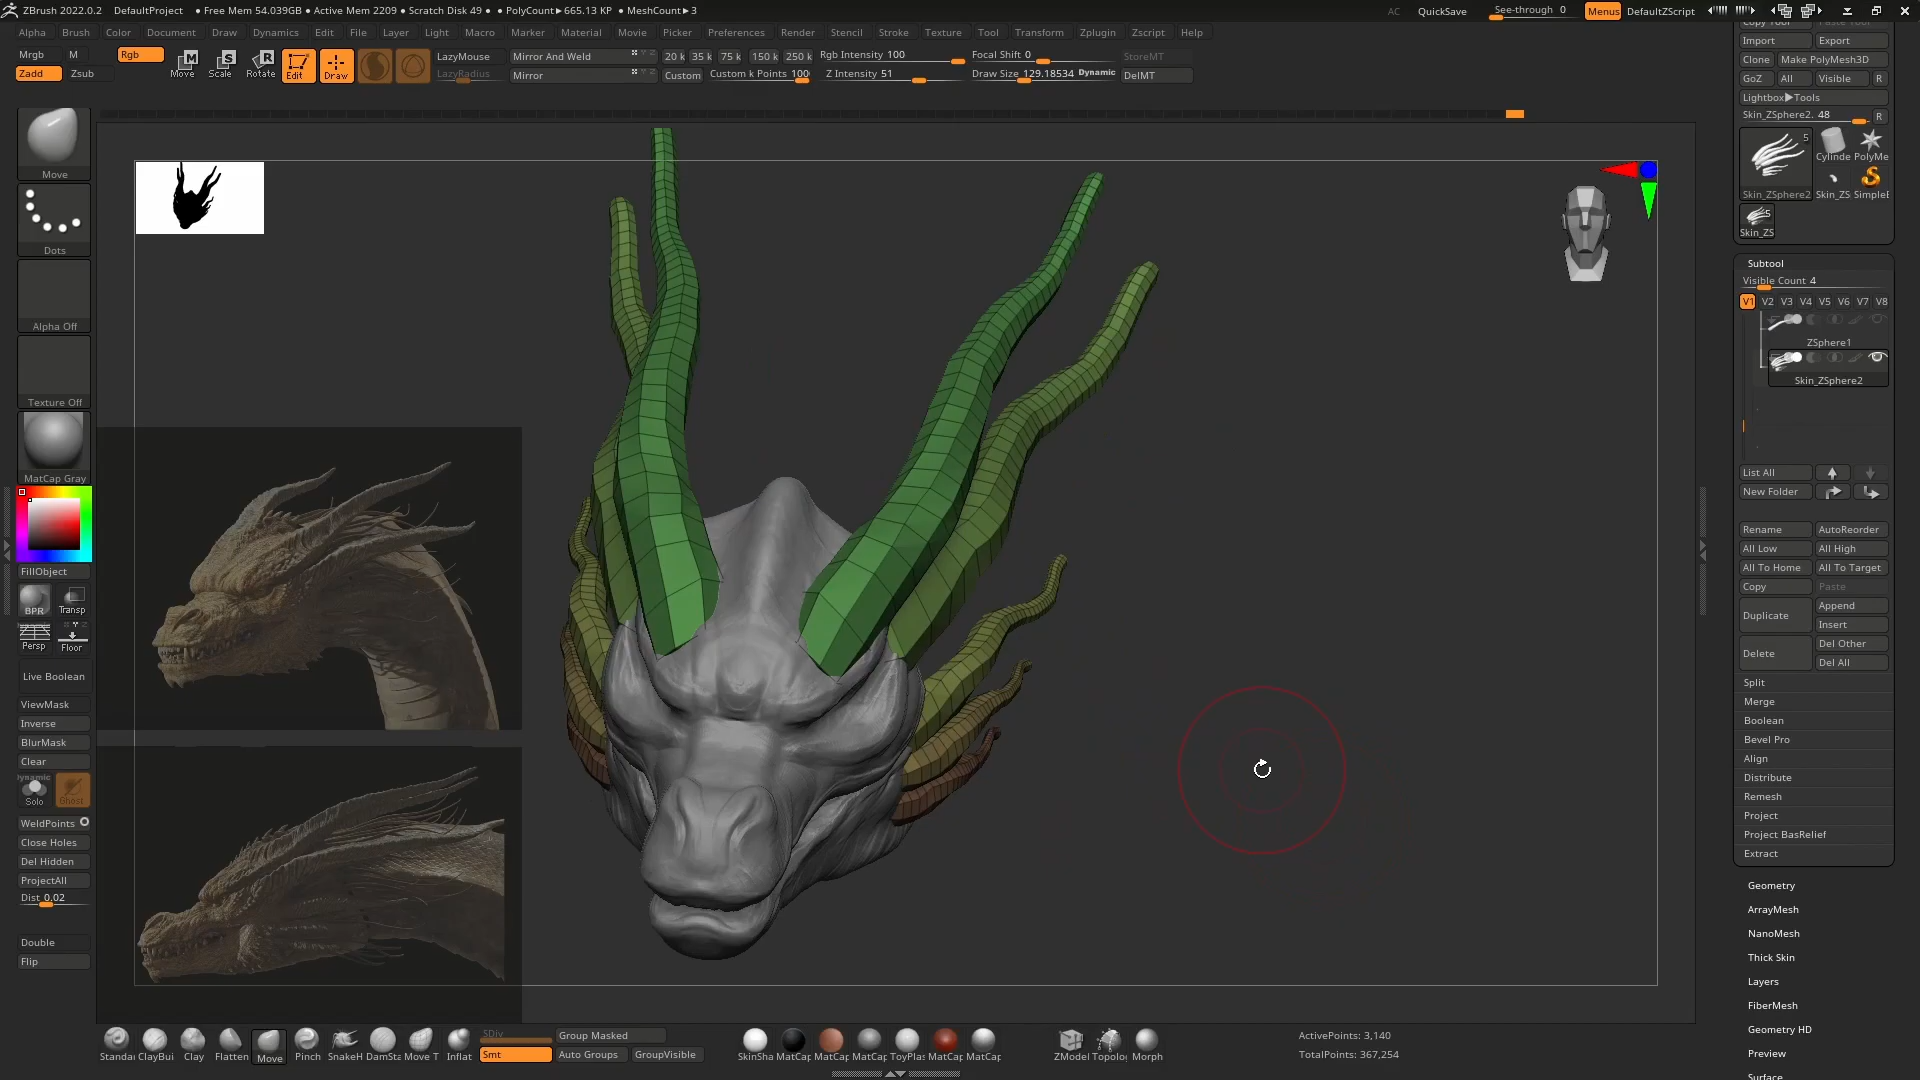 ZBrush 2022.0.2 DefaultProject • Free Mem 54.039GB • Active Mem 2209 • Scratch Disk 49 • • PolyCount▶665.13 KP • MeshCount▶3 AC QuickSave See-through 0 Menus DefaultZScript
Alpha Brush Color Document Draw Dynamics Edit File Layer Light Macro Marker Material Movie Picker Preferences Render Stencil Stroke Texture Tool Transform Zplugin Zscript Help
Mrgb M Rgb
Zadd Zsub
Move Scale Rotate Edit Draw
LazyMouse Mirror And Weld 20 k 35 k 75 k 150 k 250 k Rgb Intensity 100 Focal Shift 0 StoreMT
LazyRadius Mirror Custom Custom k Points 100 Z Intensity 51 Draw Size 129.18534 Dynamic DelMT
Move
Dots
Alpha Off
Texture Off
MatCap Gray
FillObject
BPR Transp
Persp Floor
Live Boolean
ViewMask
Inverse
BlurMask
Clear
Dynamic
Solo Ghost
WeldPoints
Close Holes
Del Hidden
ProjectAll
Dist 0.02
Double
Flip
Import Export
Clone Make PolyMesh3D
GoZ All Visible R
Lightbox▶Tools
Skin_ZSphere2. 48 R
5
Cylinde PolyMe
Skin_ZSphere2 Skin_ZS SimpleE
5
Skin_ZS
Subtool
Visible Count 4
V1 V2 V3 V4 V5 V6 V7 V8
ZSphere1
Skin_ZSphere2
List All
New Folder
Rename AutoReorder
All Low All High
All To Home All To Target
Copy Paste
Duplicate Append
Insert
Delete Del Other
Del All
Split
Merge
Boolean
Bevel Pro
Align
Distribute
Remesh
Project
Project BasRelief
Extract
Geometry
ArrayMesh
NanoMesh
Thick Skin
Layers
FiberMesh
Geometry HD
Preview
Surface
Standa ClayBui Clay Flatten Move Pinch SnakeH DamSta Move T Inflat
SDiv Group Masked
Smt Auto Groups GroupVisible
SkinSha MatCap MatCap MatCap ToyPlas MatCap MatCap
ZModel Topolo Morph
ActivePoints: 3,140
TotalPoints: 367,254